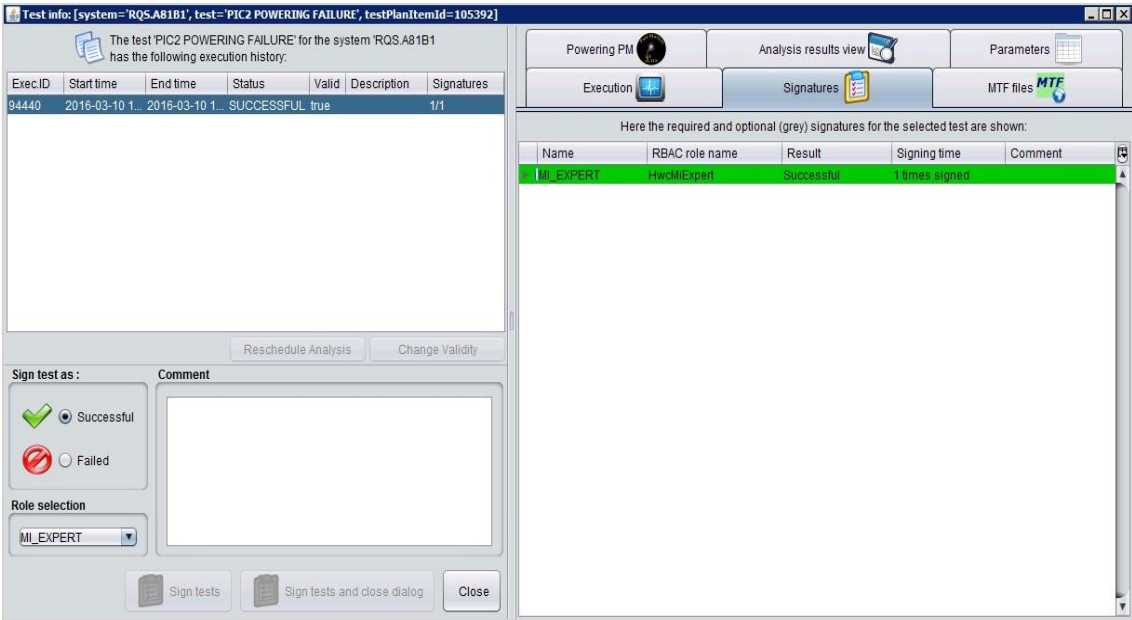 Test info: [system='RQS.A81B1', test='PIC2 POWERING FAILURE', testPlanItemId=105392]
The test 'PIC2 POWERING FAILURE' for the system 'RQS.A81B1
has the following execution history:
Exec.ID Start time End time Status Valid Description Signatures
94440 2016-03-10 1... 2016-03-10 1... SUCCESSFUL true 1/1
Reschedule Analysis Change Validity
Sign test as :
Successful
Failed
Role selection
MI_EXPERT
Comment
Sign tests Sign tests and close dialog Close
Powering PM Analysis results view Parameters
Execution Signatures MTF files MTF
Here the required and optional (grey) signatures for the selected test are shown:
Name RBAC role name Result Signing time Comment
MI_EXPERT HwcMiExpert Successful 1 times signed